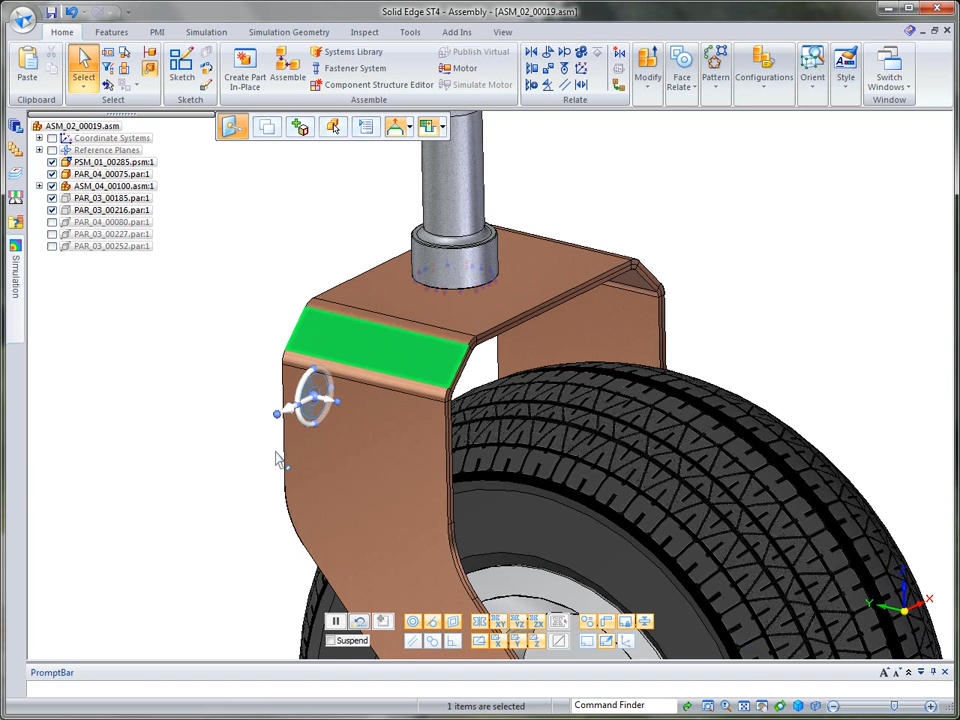 Solid Edge ST4 - Assembly - [ASM_02_00019.asm]
Home Features PMI Simulation Simulation Geometry Inspect Tools Add Ins View
Paste
Clipboard
Select
Select
Sketch
Sketch
Create Part In-Place
Assemble
Systems Library
Fastener System
Component Structure Editor
Publish Virtual
Motor
Simulate Motor
Assemble
Relate
Modify
Face Relate
Pattern
Configurations
Orient
Style
Switch Windows
Window
ASM_02_00019.asm
Coordinate Systems
Reference Planes
PSM_01_00285.psm:1
PAR_04_00075.par:1
ASM_04_00100.asm:1
PAR_03_00185.par:1
PAR_03_00216.par:1
PAR_04_00080.par:1
PAR_03_00227.par:1
PAR_03_00252.par:1
Simulation
Z
Y
X
XY YZ ZX
Suspend
X Y Z
PromptBar
1 items are selected
Command Finder